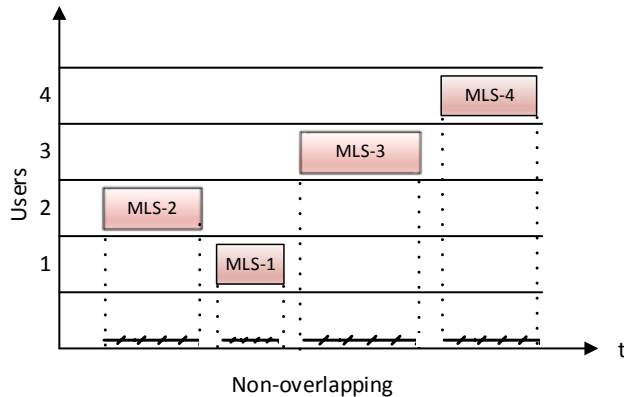 4
MLS-4
3
MLS-3
Users
2
MLS-2
1
MLS-1
t
Non-overlapping